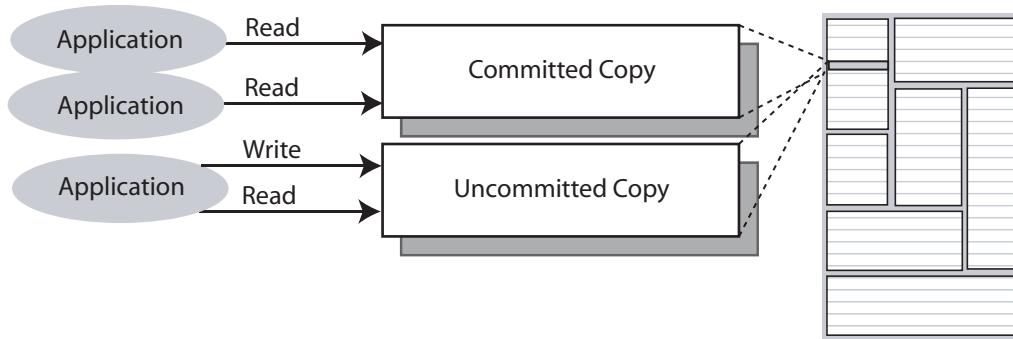 Application
Read
Application
Read
Committed Copy
Application
Write
Read
Uncommitted Copy